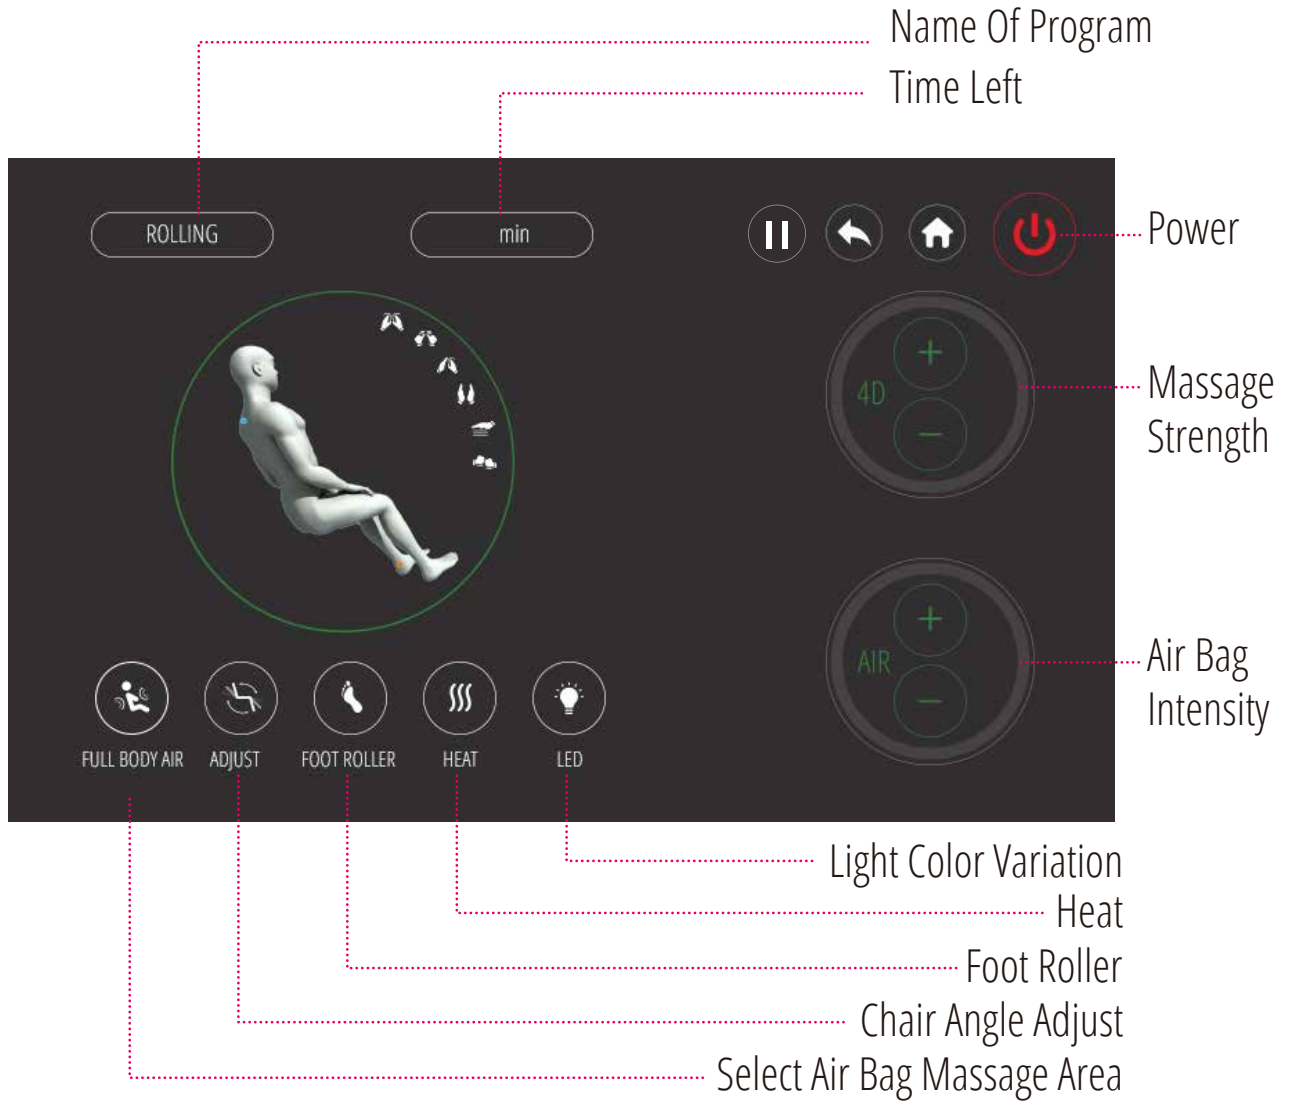 Name Of Program
Time Left
ROLLING
min
Power
4D
Massage
Strength
AIR
Air Bag
Intensity
FULL BODY AIR
ADJUST
FOOT ROLLER
HEAT
LED
Light Color Variation
Heat
Foot Roller
Chair Angle Adjust
Select Air Bag Massage Area